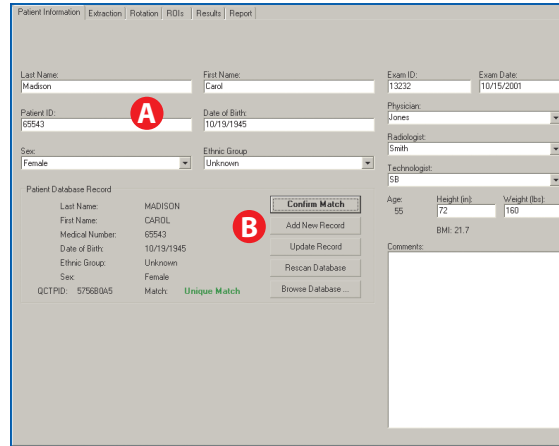 Patient Information Extraction Rotation ROIs Results Report
Last Name: First Name: Exam ID: Exam Date:
Madison Carol 13232 10/15/2001
Patient ID: Date of Birth: Physician:
65543 A 10/19/1945 Jones
Radiologist:
Smith
Sex: Ethnic Group
Female Unknown
Technologist:
SB
Patient Database Record
Age: Height (in): Weight (lbs):
55 72 160
BMI: 21.7
Last Name: MADISON
First Name: CAROL
Medical Number: 65543
Date of Birth: 10/19/1945
Ethnic Group: Unknown
Sex: Female
QCTPID: 5756B0A5 Match: Unique Match
B
Confirm Match
Add New Record
Update Record
Rescan Database
Browse Database ...
Comments: